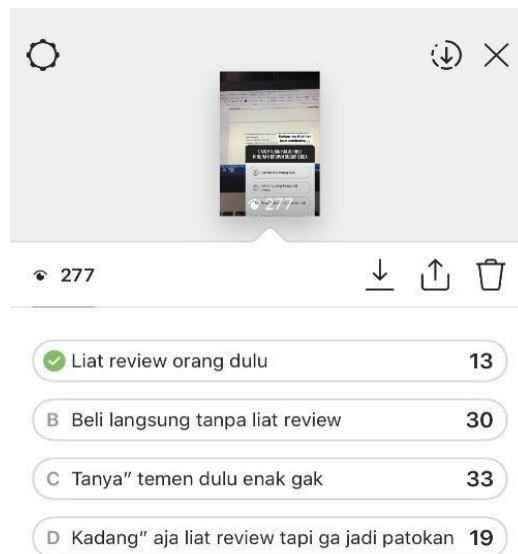 277
277
Liat review orang dulu 13
B Beli langsung tanpa liat review 30
C Tanya” temen dulu enak gak 33
D Kadang” aja liat review tapi ga jadi patokan 19